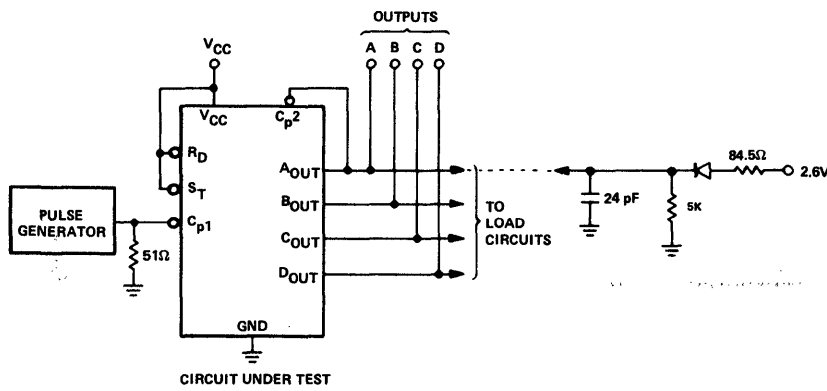 OUTPUTS
A B C D
VCC
VCC
Cp2
RD
ST
Cp1
AOUT
BOUT
COUT
DOUT
GND
PULSE
GENERATOR
51Ω
TO
LOAD
CIRCUITS
24 pF
5K
84.5Ω
2.6V
CIRCUIT UNDER TEST